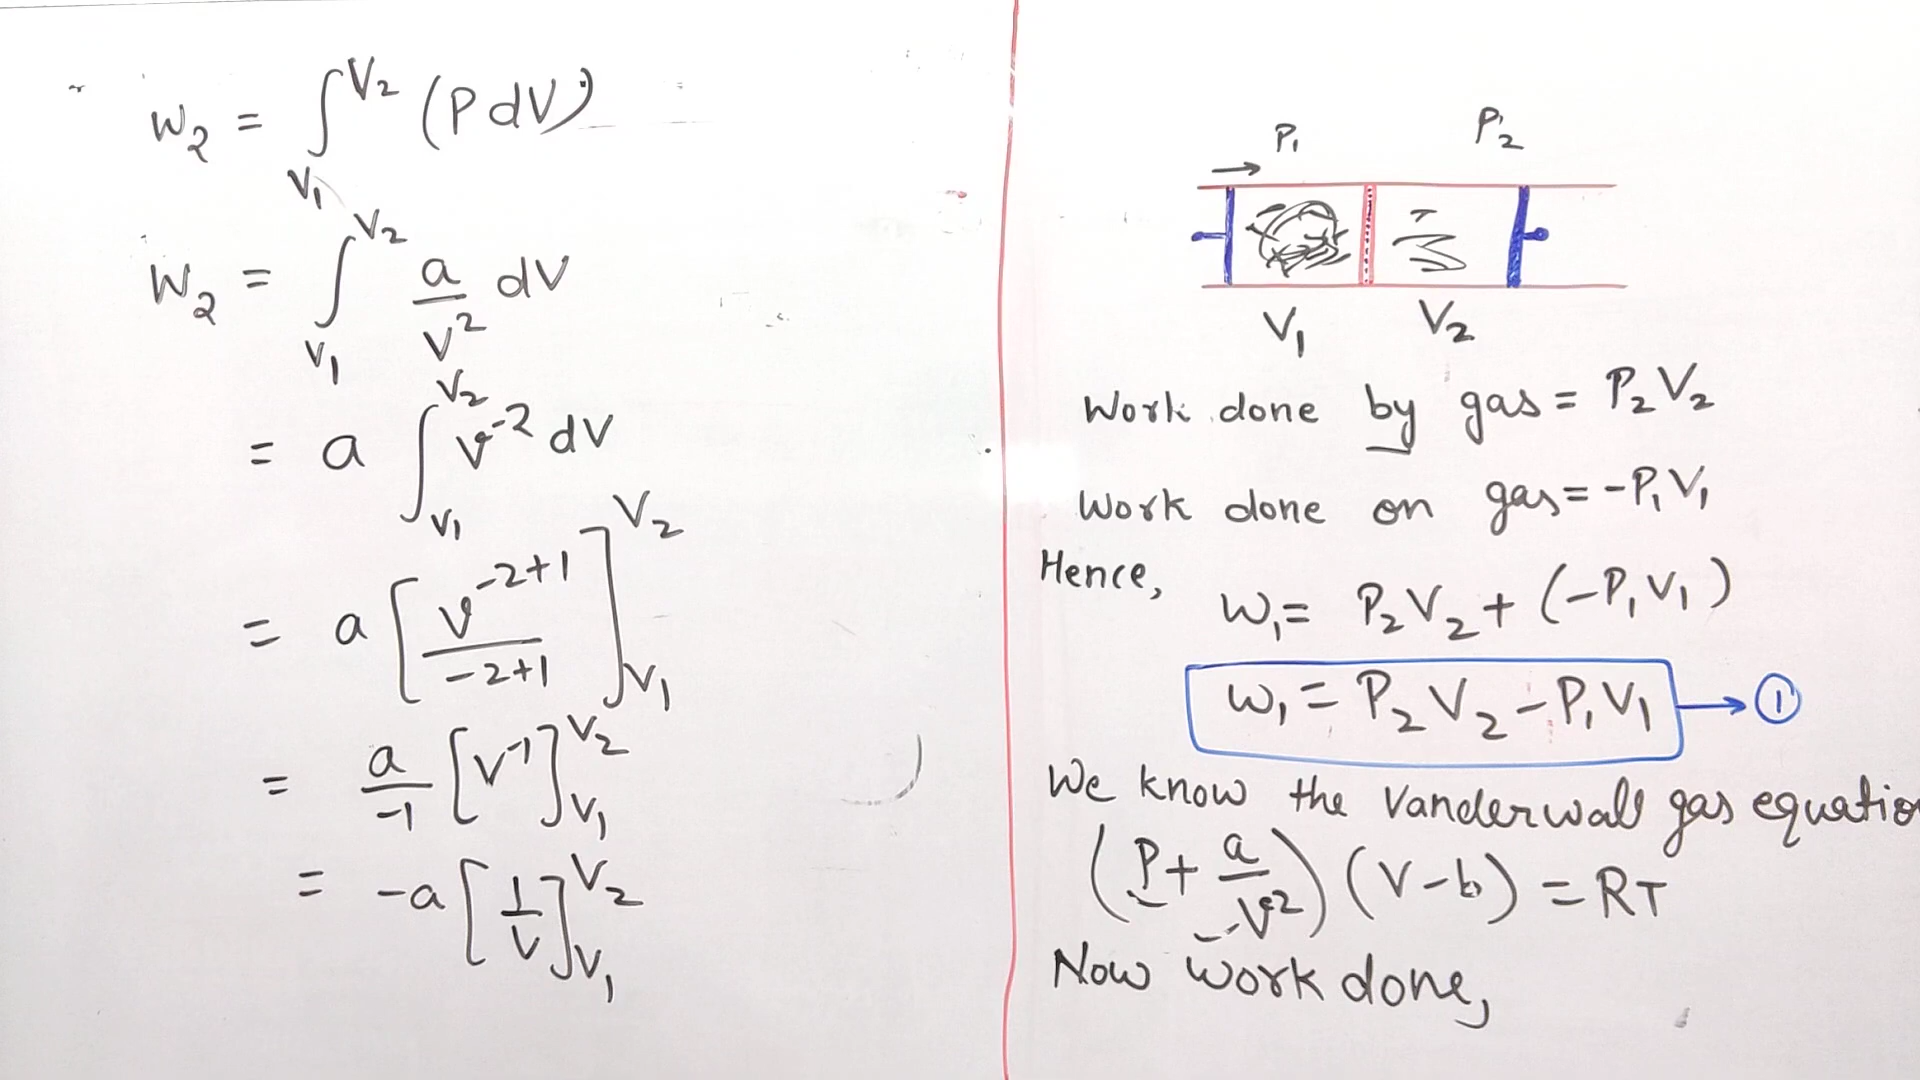 W₂ = ∫_{V₁}^{V₂} (P dV)
W₂ = ∫_{V₁}^{V₂} a/V² dV
= a ∫_{V₁}^{V₂} V⁻² dV
= a [V^{-2+1}/-2+1]_{V₁}^{V₂}
= a/-1 [V⁻¹]_{V₁}^{V₂}
= -a [1/V]_{V₁}^{V₂}
P₁ P₂
V₁ V₂
Work done by gas = P₂V₂
Work done on gas = -P₁V₁
Hence,
W₁ = P₂V₂ + (-P₁V₁)
W₁ = P₂V₂ - P₁V₁ → ①
We know the Vanderwall gas equation
(P + a/V²) (V-b) = RT
Now work done,